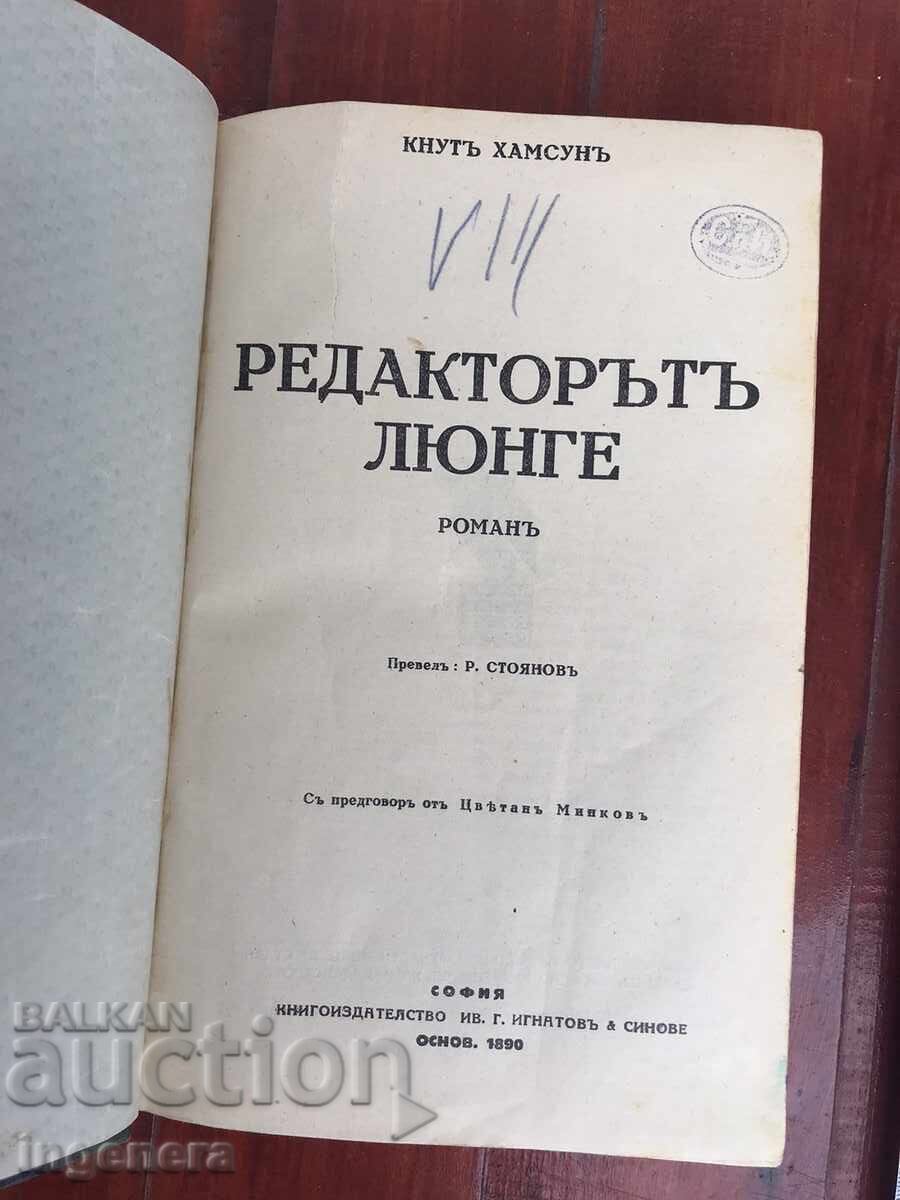 КНУТЪ ХАМСУНЪ
VIII
РЕДАКТОРЪТЪ
ЛЮНГЕ
РОМАНЪ
Превелъ: Р. СТОЯНОВЪ
Съ предговоръ отъ Цвѣтанъ Минковъ
СОФИЯ
КНИГОИЗДАТЕЛСТВО ИВ. Г. ИГНАТОВЪ & СИНОВЕ
ОСНОВ. 1890
BALKAN
auction
ingenera